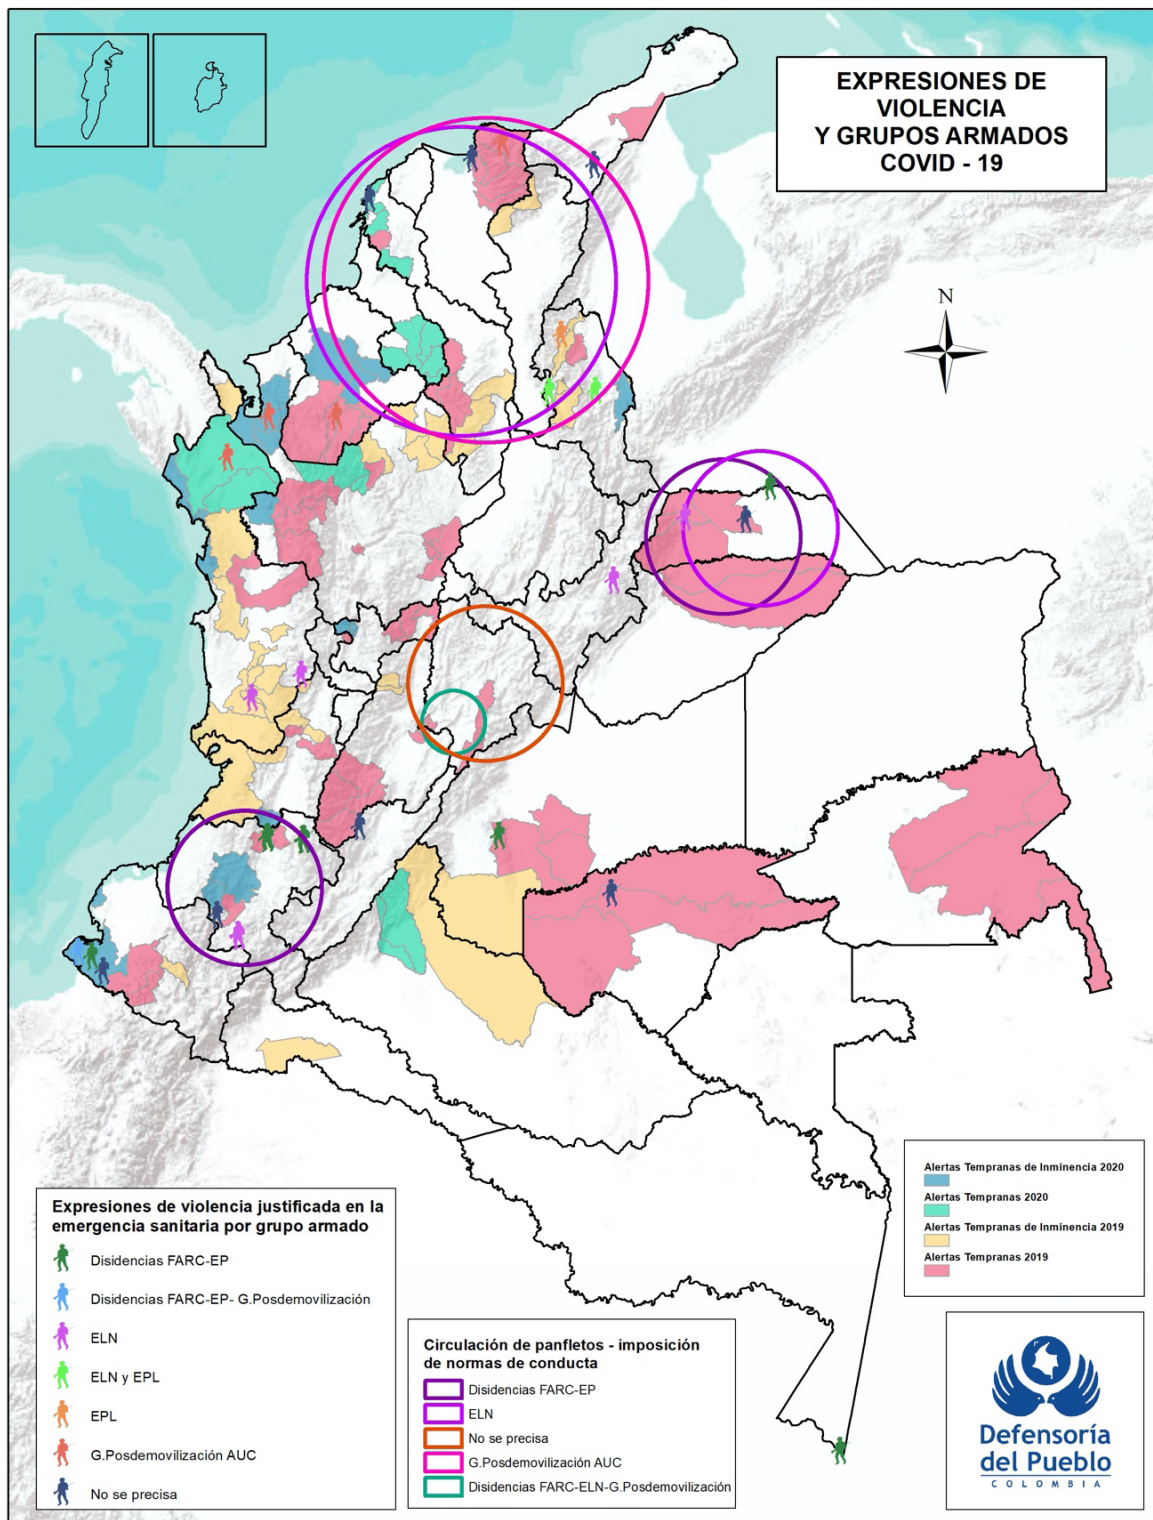 EXPRESIONES DE
VIOLENCIA
Y GRUPOS ARMADOS
COVID - 19
N
Alertas Tempranas de Inminencia 2020
Alertas Tempranas 2020
Alertas Tempranas de Inminencia 2019
Alertas Tempranas 2019
Expresiones de violencia justificada en la
emergencia sanitaria por grupo armado
Disidencias FARC-EP
Disidencias FARC-EP- G.Posdemovilización
ELN
ELN y EPL
EPL
G.Posdemovilización AUC
No se precisa
Circulación de panfletos - imposición
de normas de conducta
Disidencias FARC-EP
ELN
No se precisa
G.Posdemovilización AUC
Disidencias FARC-ELN-G.Posdemovilización
Defensoría
del Pueblo
COLOMBIA